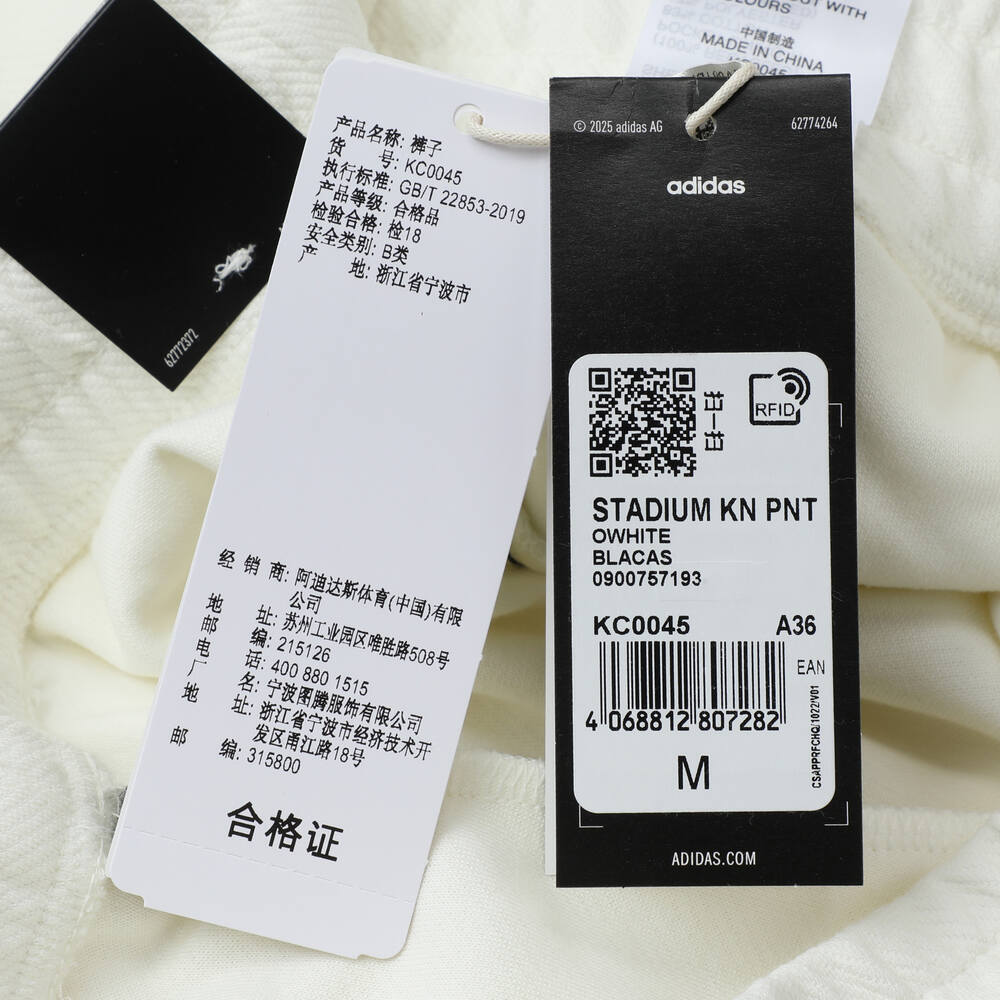 产品名称: 裤子
货 号: KC0045
执行标准: GB/T 22853-2019
产品等级: 合格品
检验合格: 检18
安全类别: B类
产 地: 浙江省宁波市
经 销 商: 阿迪达斯体育(中国)有限
公司
地 址: 苏州工业园区唯胜路508号
邮 编: 215126
电 话: 400 880 1515
厂 名: 宁波图腾服饰有限公司
地 址: 浙江省宁波市经济技术开
发区甬江路18号
邮 编: 315800
合格证
62772372
WITH
COLOURS
中国制造
MADE IN CHINA
© 2025 adidas AG
62774264
adidas
扫一扫
RFID
STADIUM KN PNT
OWHITE
BLACAS
0900757193
KC0045 A36
EAN
4 068812 807282
M
CSAPPRFCHQ/1022/V01
ADIDAS.COM